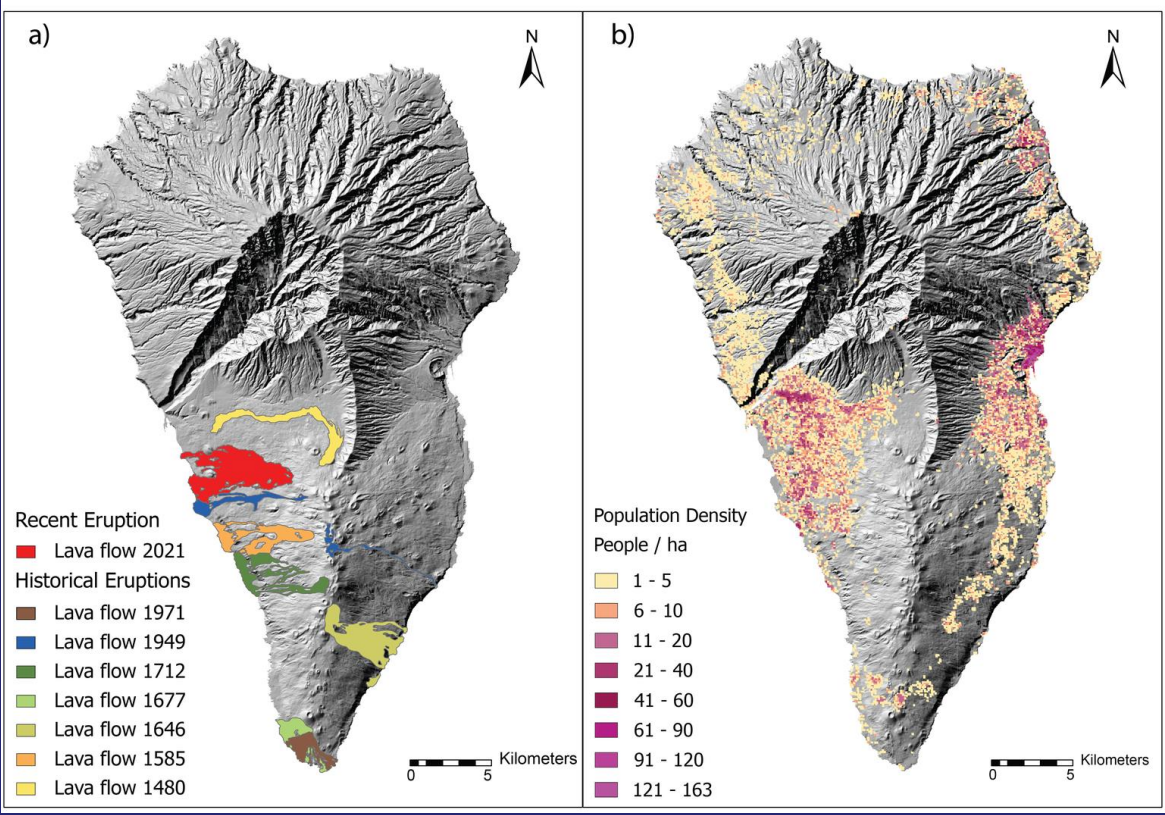 a)
N
Recent Eruption
Lava flow 2021
Historical Eruptions
Lava flow 1971
Lava flow 1949
Lava flow 1712
Lava flow 1677
Lava flow 1646
Lava flow 1585
Lava flow 1480
Kilometers
0 5
b)
N
Population Density
People / ha
1 - 5
6 - 10
11 - 20
21 - 40
41 - 60
61 - 90
91 - 120
121 - 163
Kilometers
0 5